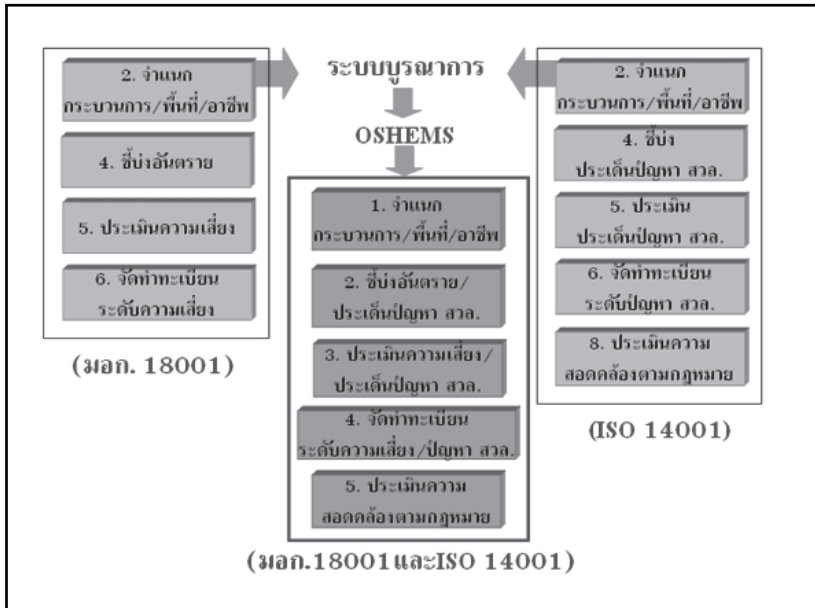 2. จำแนก
กระบวนการ/พื้นที่/อาชีพ
4. ชี้บ่งอันตราย
5. ประเมินความเสี่ยง
6. จัดทำทะเบียน
ระดับความเสี่ยง
(มอก. 18001)
ระบบบูรณาการ
OSHEMS
1. จำแนก
กระบวนการ/พื้นที่/อาชีพ
2. ชี้บ่งอันตราย/
ประเด็นปัญหา สวล.
3. ประเมินความเสี่ยง/
ประเด็นปัญหา สวล.
4. จัดทำทะเบียน
ระดับความเสี่ยง/ปัญหา สวล.
5. ประเมินความ
สอดคล้องตามกฎหมาย
(มอก.18001และISO 14001)
2. จำแนก
กระบวนการ/พื้นที่/อาชีพ
4. ชี้บ่ง
ประเด็นปัญหา สวล.
5. ประเมิน
ประเด็นปัญหา สวล.
6. จัดทำทะเบียน
ระดับปัญหา สวล.
8. ประเมินความ
สอดคล้องตามกฎหมาย
(ISO 14001)